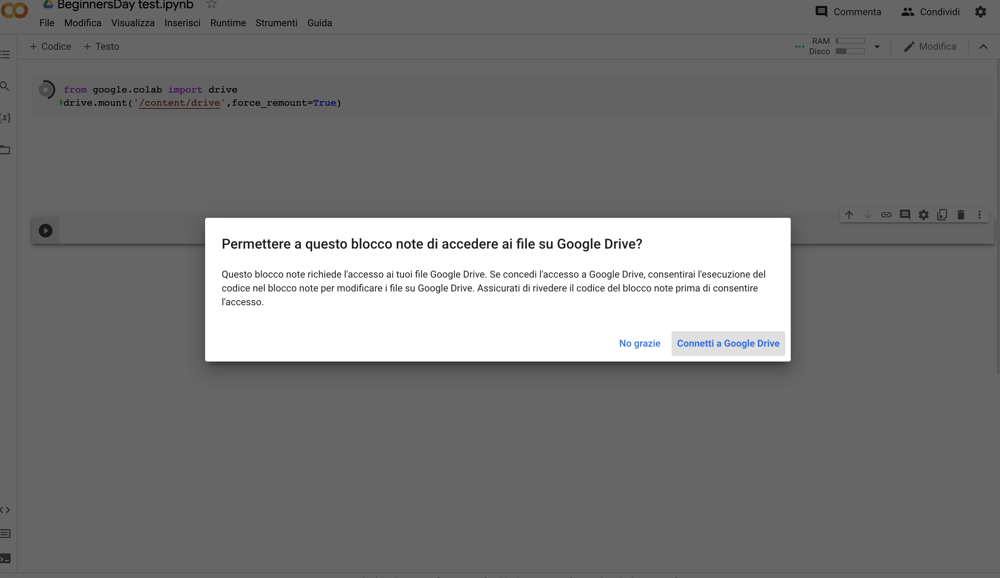 BeginnersDay test.ipynb
File Modifica Visualizza Inserisci Runtime Strumenti Guida
Commenta Condividi
+ Codice + Testo
RAM
Disco
Modifica
from google.colab import drive
drive.mount('/content/drive',force_remount=True)
{x}
Permettere a questo blocco note di accedere ai file su Google Drive?
Questo blocco note richiede l'accesso ai tuoi file Google Drive. Se concedi l'accesso a Google Drive, consentirai l'esecuzione del
codice nel blocco note per modificare i file su Google Drive. Assicurati di rivedere il codice del blocco note prima di consentire
l'accesso.
No grazie Connetti a Google Drive